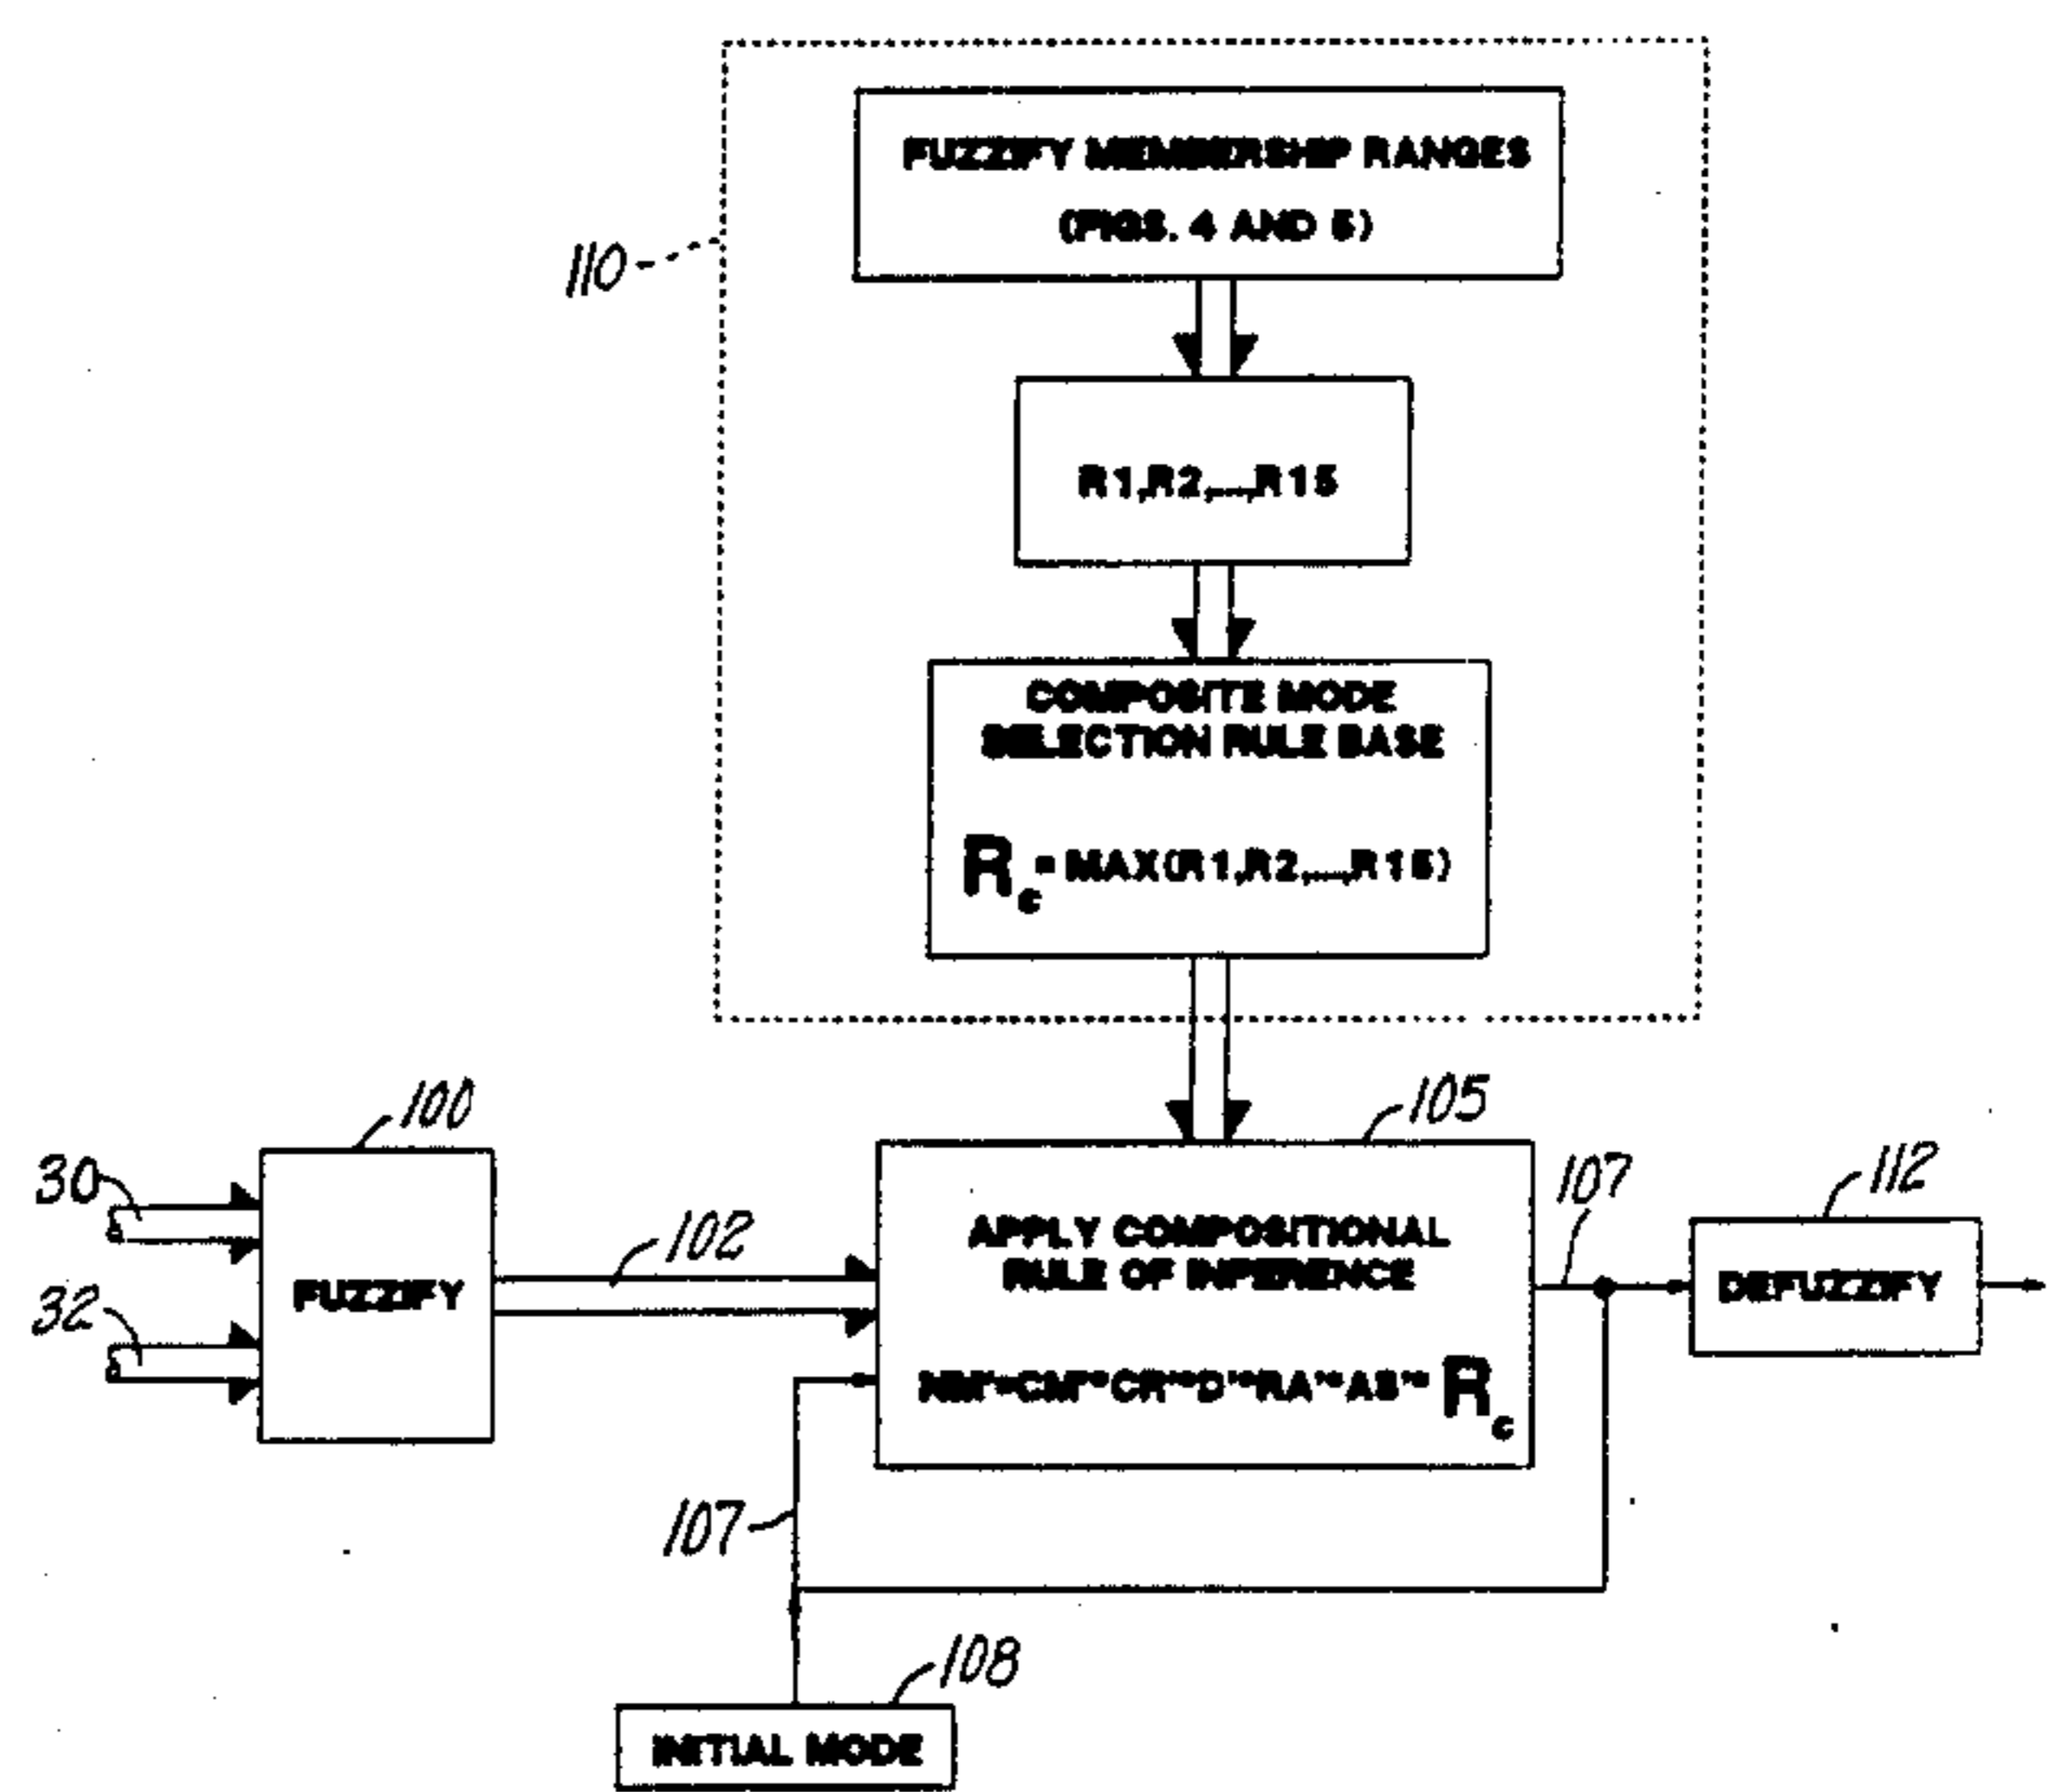 FUZZIFY MEMBERSHIP RANGES
(FIGS. 4 AND 5)
110
R1,R2,...,R15
COMPOSITE MODE
SELECTION RULE BASE
Rc = MAX(R1,R2,...,R15)
100
105
30
107
112
102
APPLY COMPOSITIONAL
RULE OF INFERENCE
FUZZIFY
DEFUZZIFY
32
Rc
107
108
INITIAL MODE